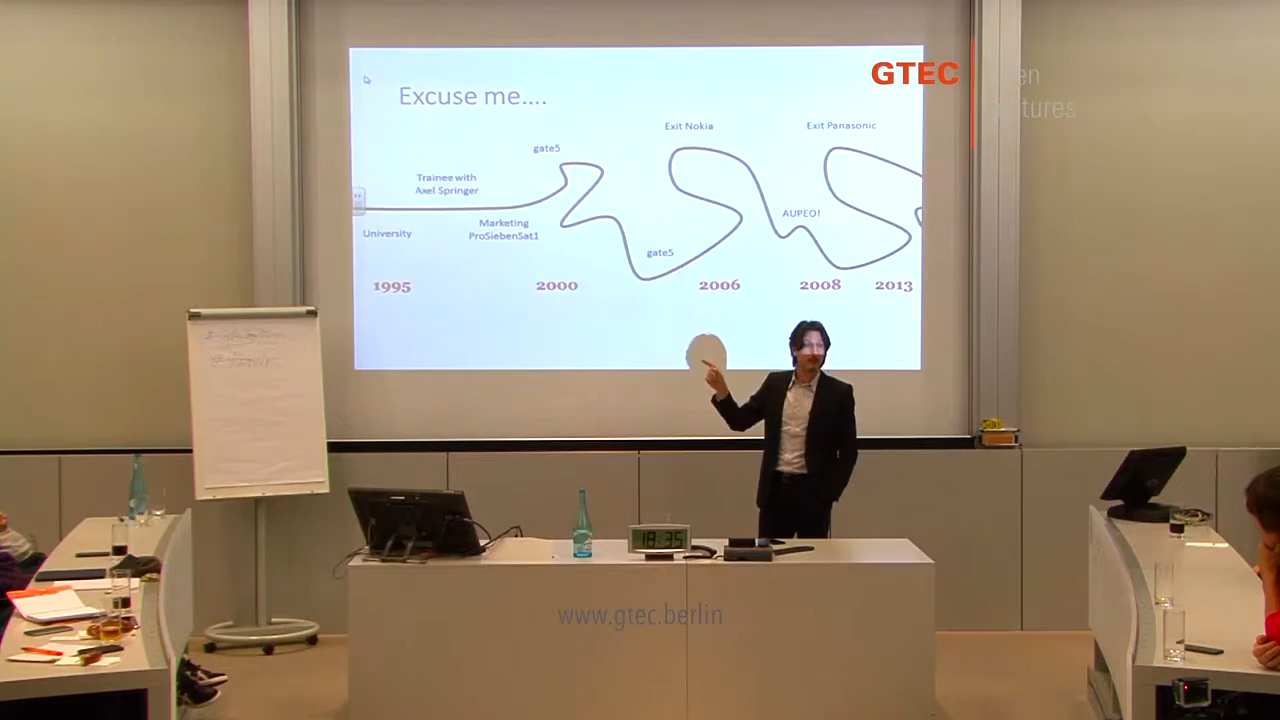 GTEC
Excuse me....
Exit Nokia
Exit Panasonic
gate5
Trainee with
Axel Springer
AUPEO!
University
Marketing
ProSiebenSat1
gate5
1995
2000
2006
2008
2013
18:35
www.gtec.berlin